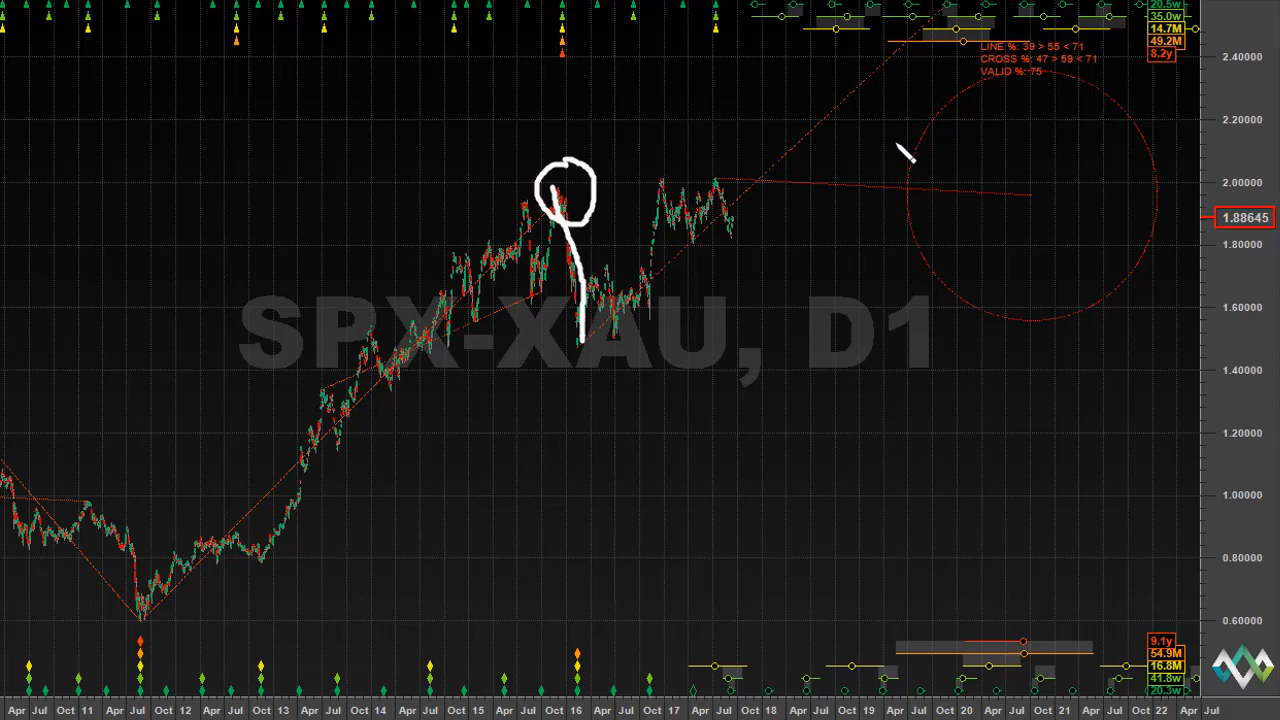 20.5w
35.0w
14.7M
49.2M
8.2y
LINE %: 39 > 55 < 71
CROSS %: 47 > 59 < 71
VALID %: 75
2.40000
2.20000
2.00000
1.88645
1.80000
1.60000
SPX-XAU, D1
1.40000
1.20000
1.00000
0.80000
0.60000
9.1y
54.9M
16.8M
41.8w
20.3w
Apr Jul Oct 11 Apr Jul Oct 12 Apr Jul Oct 13 Apr Jul Oct 14 Apr Jul Oct 15 Apr Jul Oct 16 Apr Jul Oct 17 Apr Jul Oct 18 Apr Jul Oct 19 Apr Jul Oct 20 Apr Jul Oct 21 Apr Jul Oct 22 Apr Jul